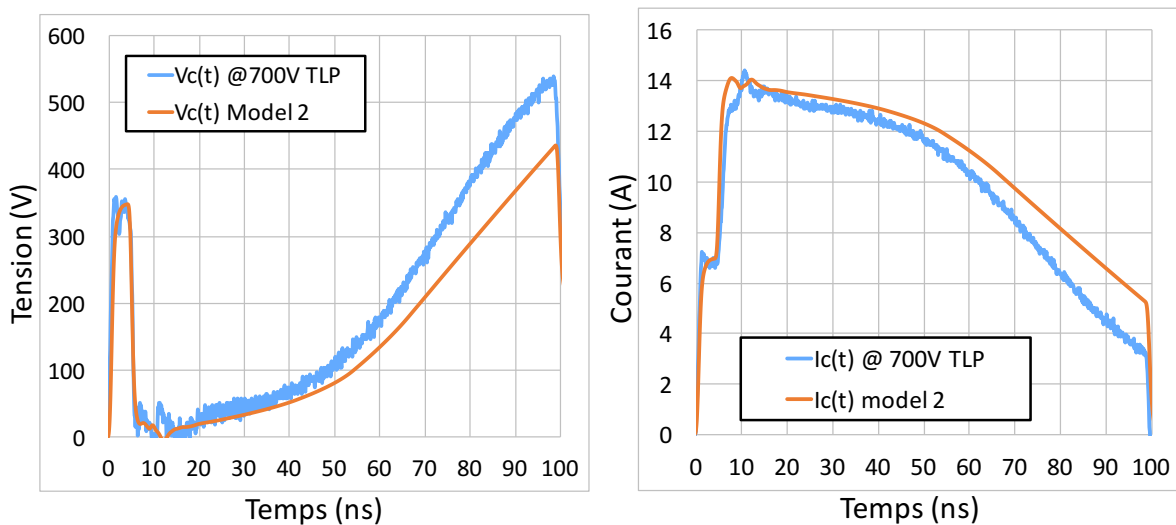 600
500
400
300
200
100
0
Tension (V)
Vc(t) @700V TLP
Vc(t) Model 2
0 10 20 30 40 50 60 70 80 90 100
Temps (ns)
16
14
12
10
8
6
4
2
0
Courant (A)
Ic(t) @ 700V TLP
Ic(t) model 2
0 10 20 30 40 50 60 70 80 90 100
Temps (ns)